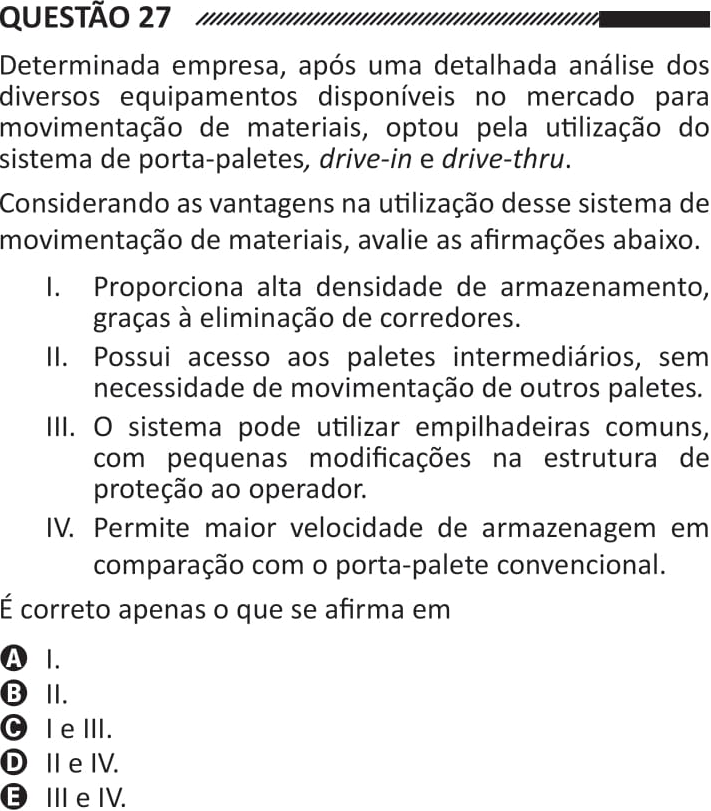 QUESTÃO 27
Determinada empresa, após uma detalhada análise dos
diversos equipamentos disponíveis no mercado para
movimentação de materiais, optou pela utilização do
sistema de porta-paletes, drive-in e drive-thru.
Considerando as vantagens na utilização desse sistema de
movimentação de materiais, avalie as afirmações abaixo.
I. Proporciona alta densidade de armazenamento,
graças à eliminação de corredores.
II. Possui acesso aos paletes intermediários, sem
necessidade de movimentação de outros paletes.
III. O sistema pode utilizar empilhadeiras comuns,
com pequenas modificações na estrutura de
proteção ao operador.
IV. Permite maior velocidade de armazenagem em
comparação com o porta-palete convencional.
É correto apenas o que se afirma em
A I.
B II.
C I e III.
D II e IV.
E III e IV.